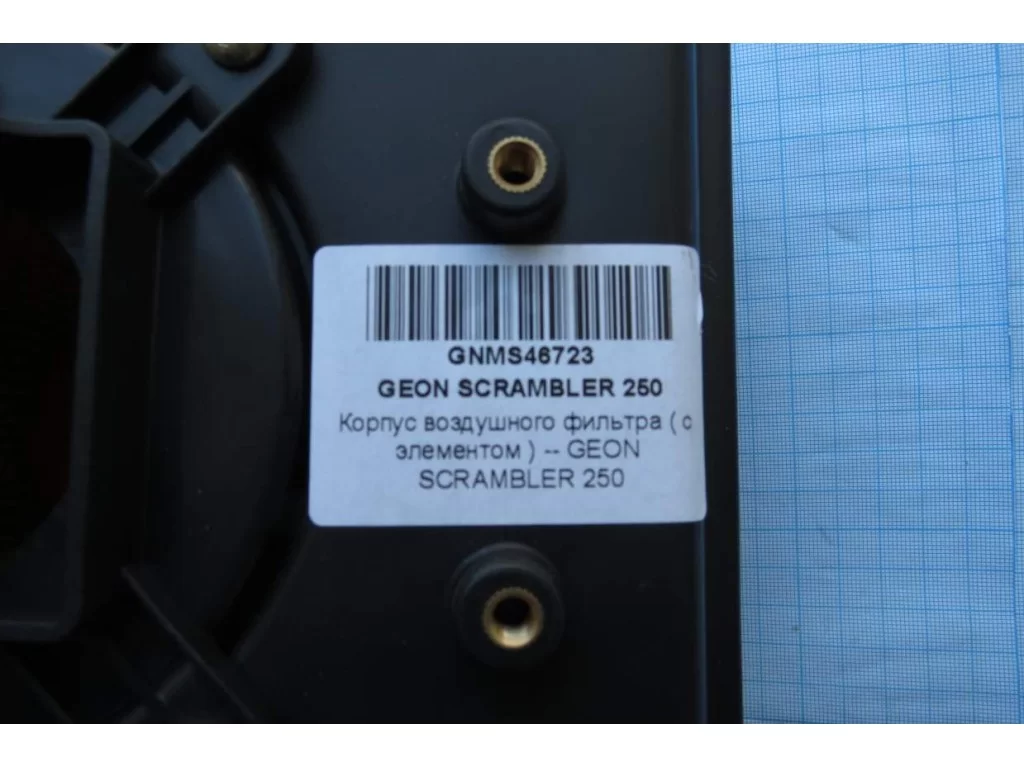 GNMS46723
GEON SCRAMBLER 250
Корпус воздушного фильтра ( с
элементом ) -- GEON
SCRAMBLER 250